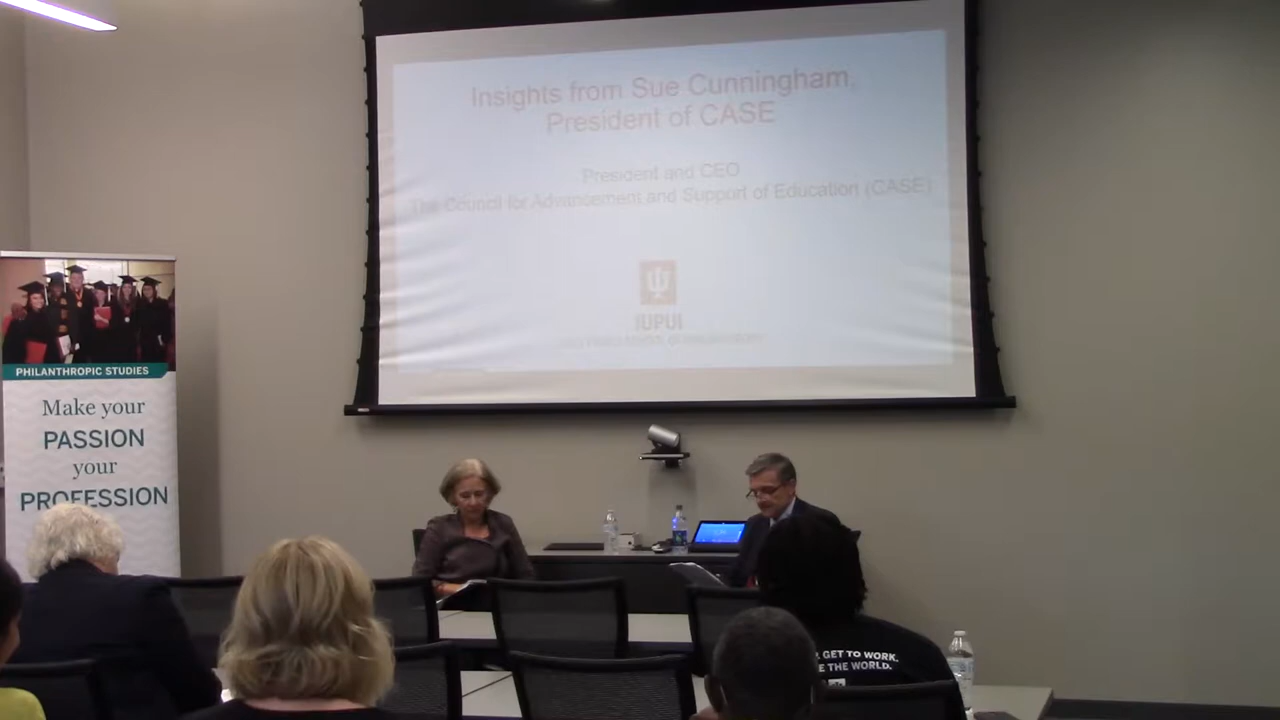 Insights from Sue Cunningham,
President of CASE
President and CEO
The Council for Advancement and Support of Education (CASE)
IUPUI
PHILANTHROPIC STUDIES
Make your
PASSION
your
PROFESSION
GET TO WORK.
THE WORLD.